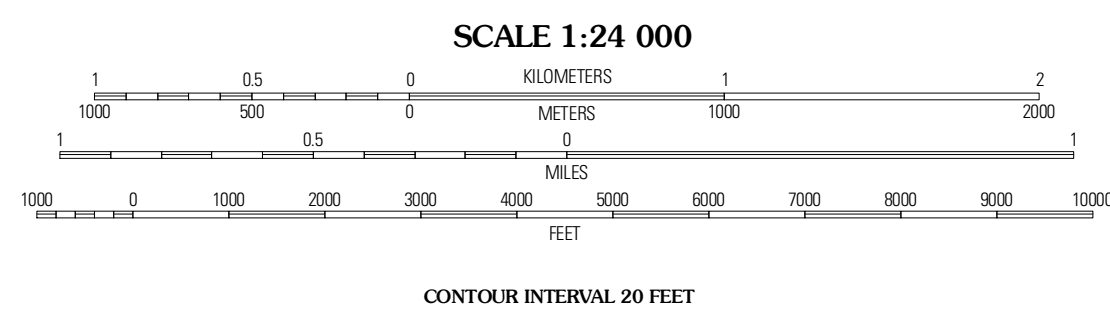 SCALE 1:24 000
1 0.5 0 KILOMETERS 1 2
1000 500 0 METERS 1000 2000
1 0.5 0 1
MILES
1000 0 1000 2000 3000 4000 5000 6000 7000 8000 9000 10000
FEET
CONTOUR INTERVAL 20 FEET